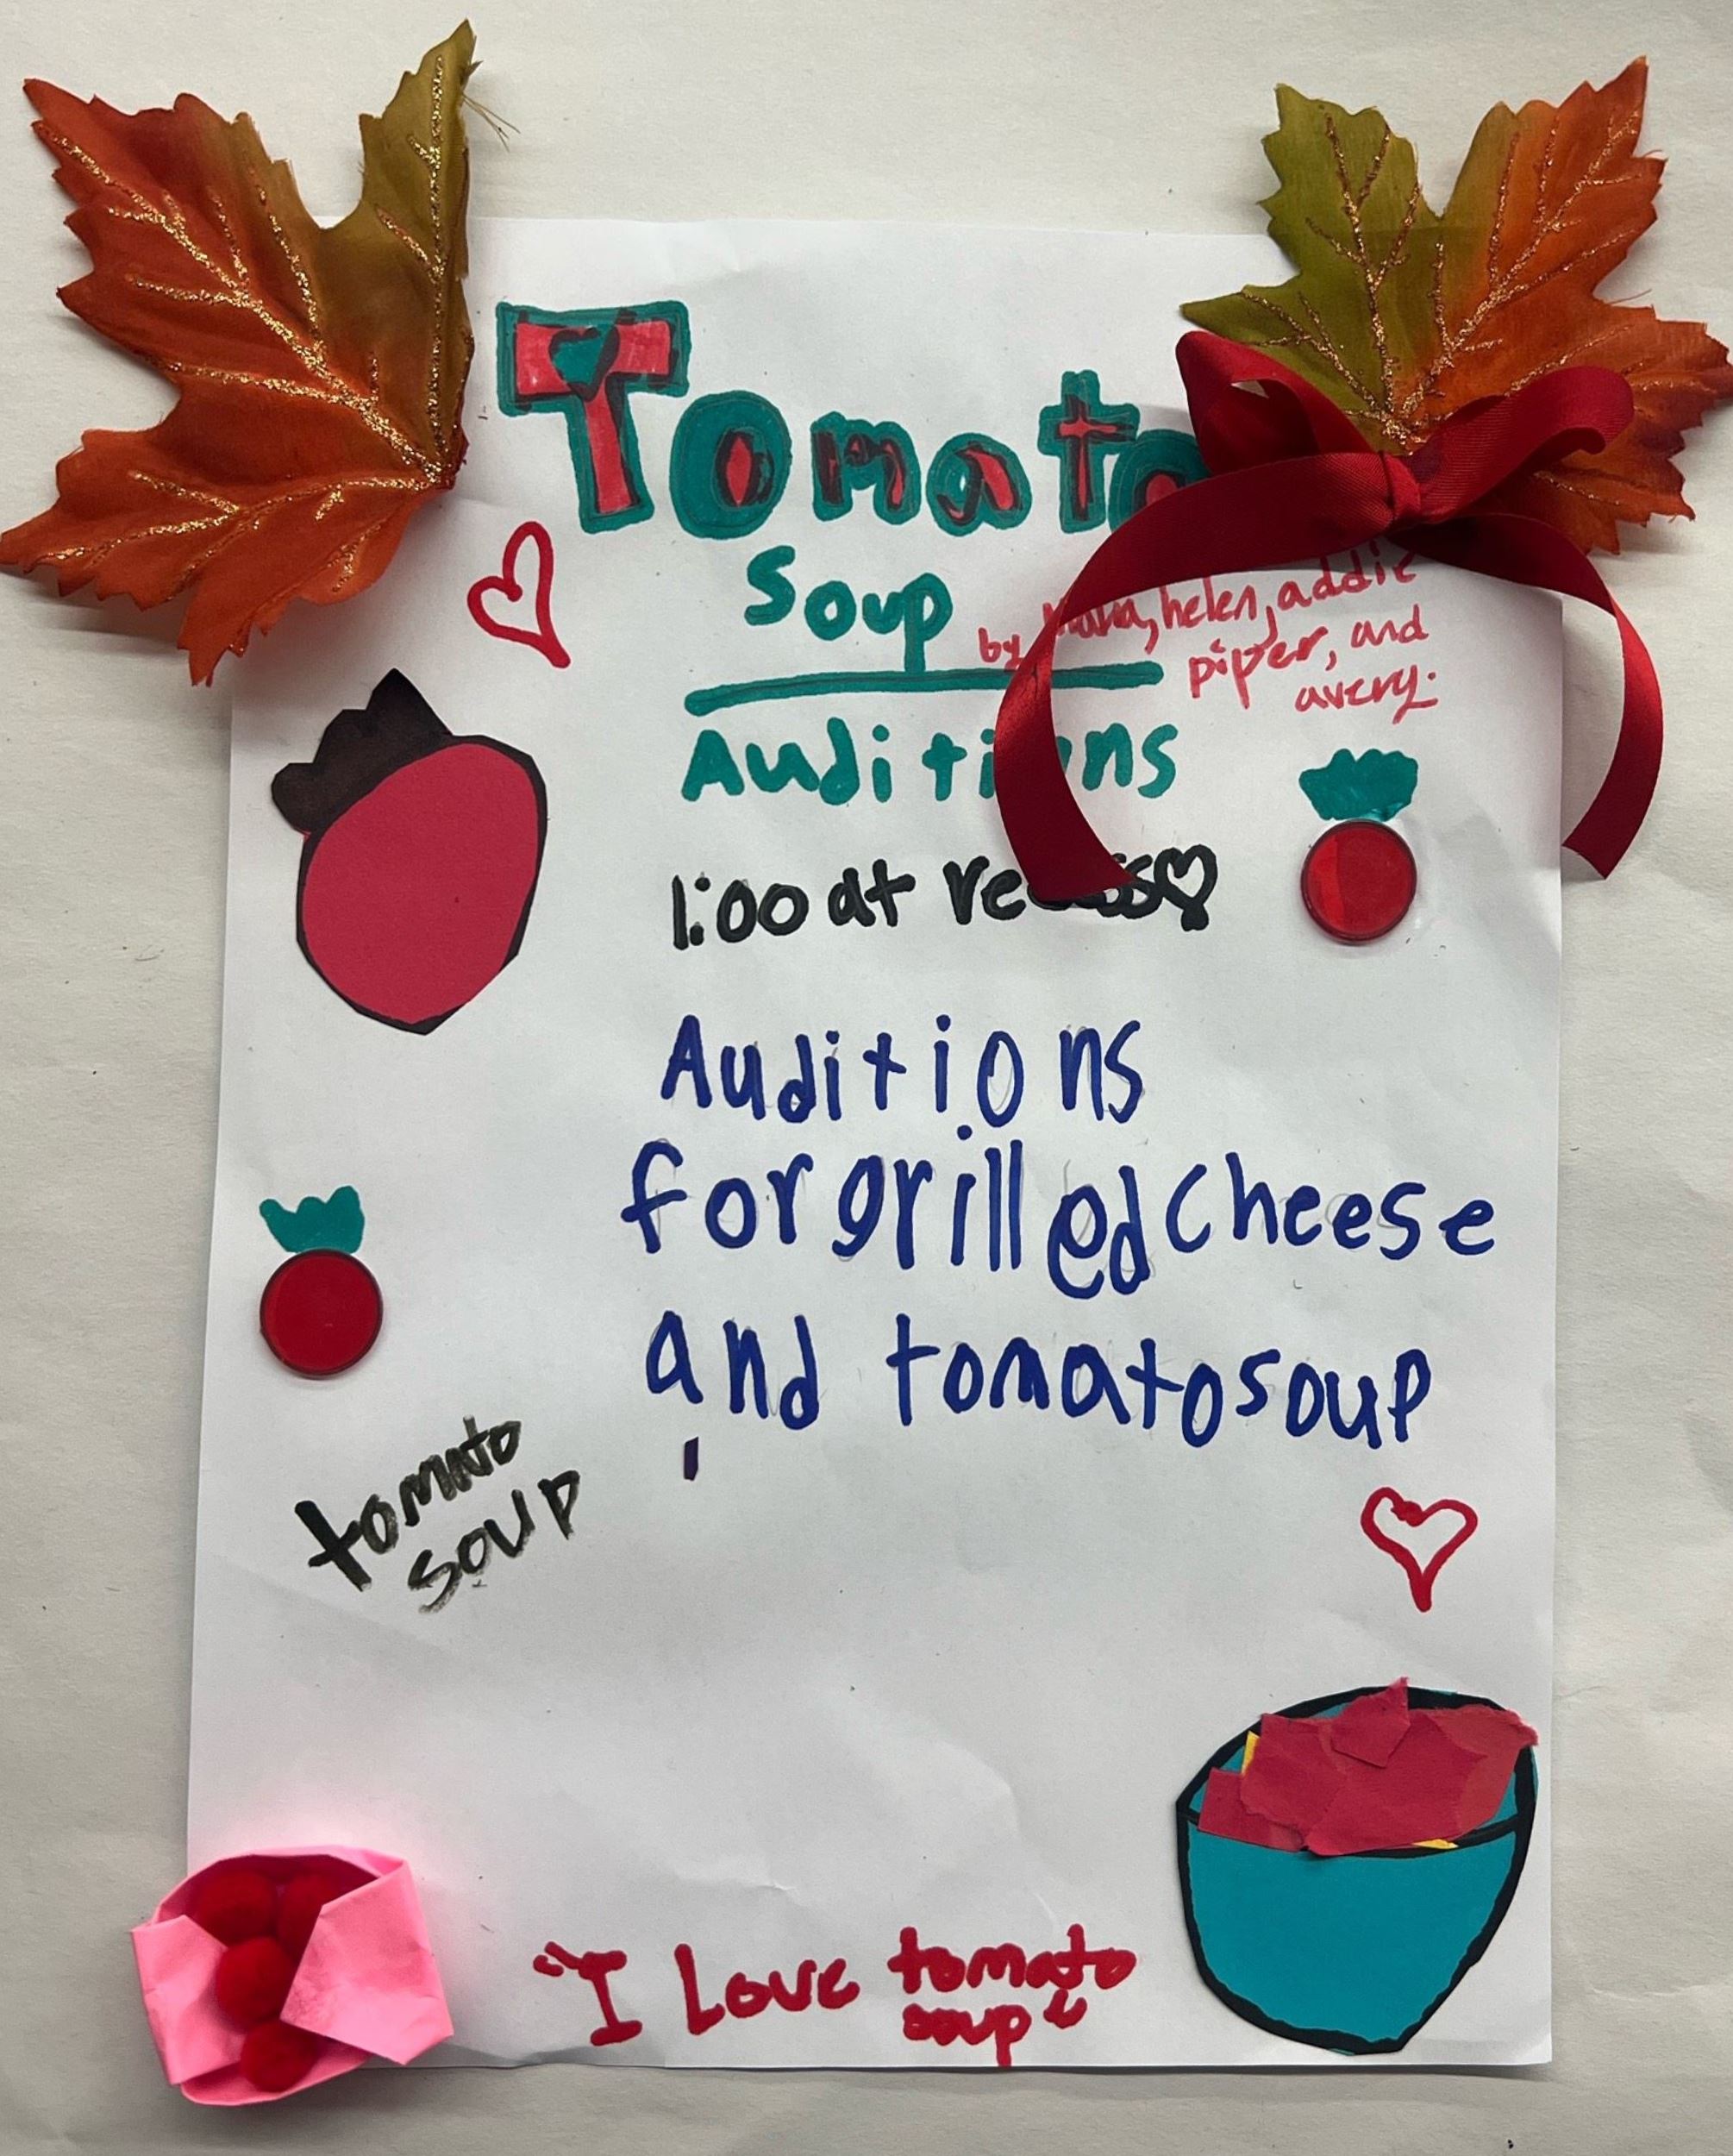 Tomato
Soup
by helen, addie
piper, and
avery.
Auditions
1:00 at recess
Auditions
for grilled cheese
and tomato soup
tomato
soup
"I Love tomato
soup"